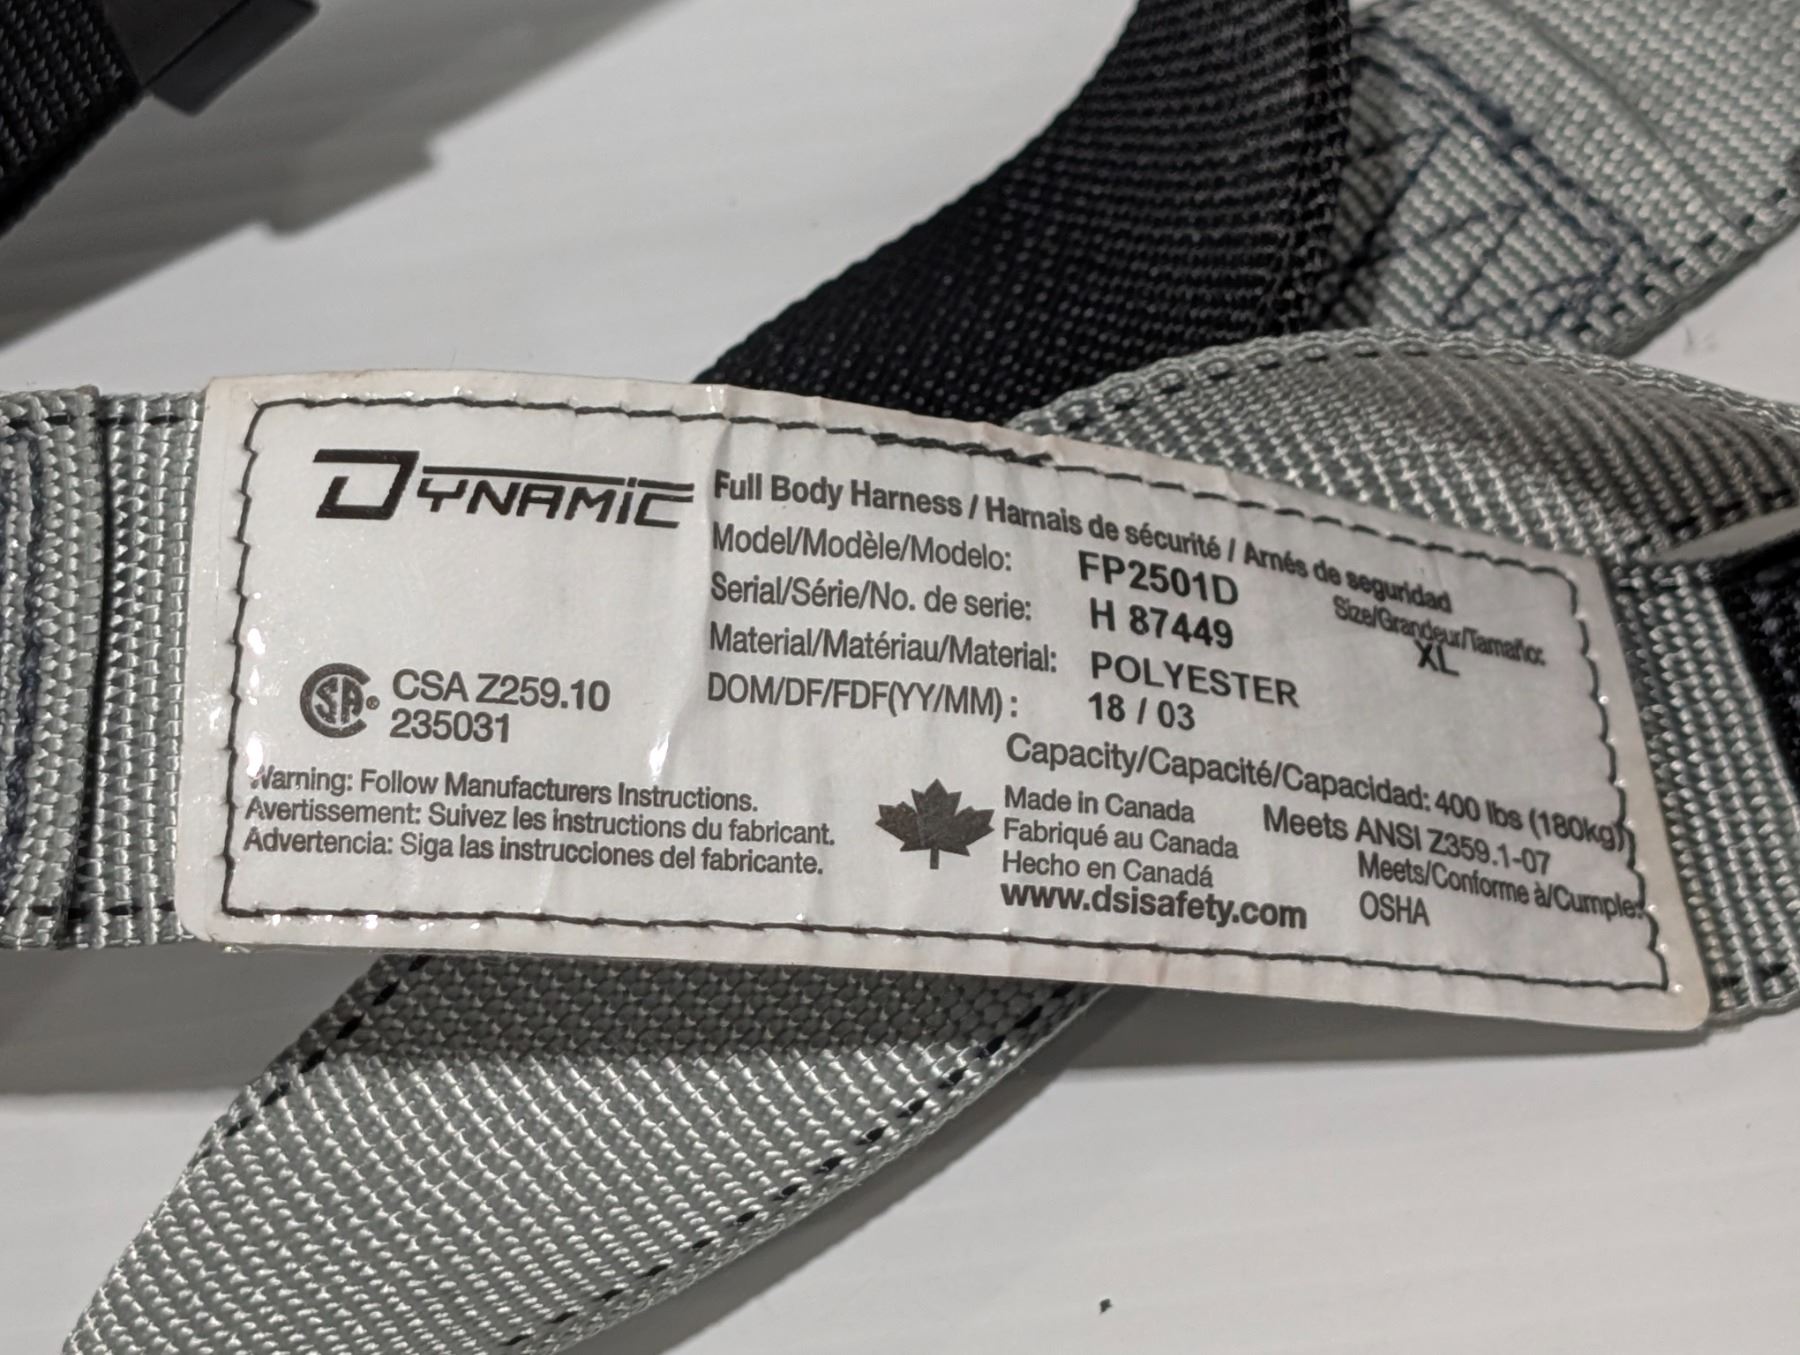 DYNAMIC
Full Body Harness / Harnais de sécurité / Arnés de seguridad
Model/Modèle/Modelo: FP2501D
Size/Grandeur/Tamaño:
XL
Serial/Série/No. de serie: H 87449
Material/Matériau/Material: POLYESTER
DOM/DF/FDF(YY/MM) : 18 / 03
CSA® CSA Z259.10
235031
Capacity/Capacité/Capacidad: 400 lbs (180kg)
Warning: Follow Manufacturers Instructions.
Avertissement: Suivez les instructions du fabricant.
Advertencia: Siga las instrucciones del fabricante.
Made in Canada
Fabriqué au Canada
Hecho en Canadá
www.dsisafety.com
Meets ANSI Z359.1-07
Meets/Conforme à/Cumple:
OSHA